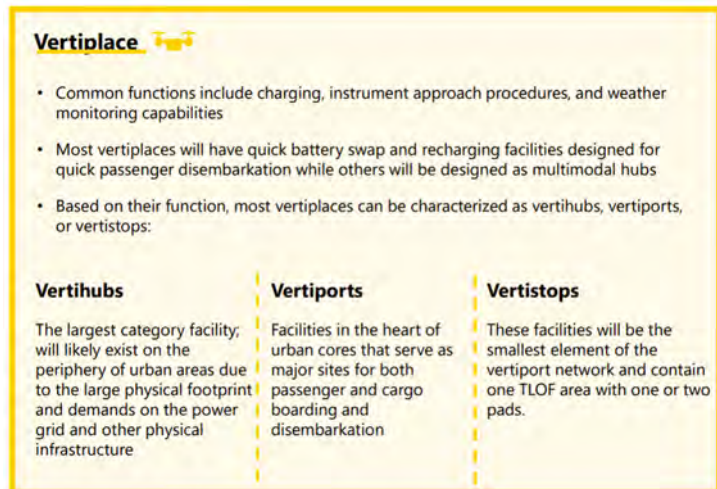 Vertiplace
• Common functions include charging, instrument approach procedures, and weather
monitoring capabilities
• Most vertiplaces will have quick battery swap and recharging facilities designed for
quick passenger disembarkation while others will be designed as multimodal hubs
• Based on their function, most vertiplaces can be characterized as vertihubs, vertiports,
or vertistops:
Vertihubs
The largest category facility;
will likely exist on the
periphery of urban areas due
to the large physical footprint
and demands on the power
grid and other physical
infrastructure
Vertiports
Facilities in the heart of
urban cores that serve as
major sites for both
passenger and cargo
boarding and
disembarkation
Vertistops
These facilities will be the
smallest element of the
vertiport network and contain
one TLOF area with one or two
pads.